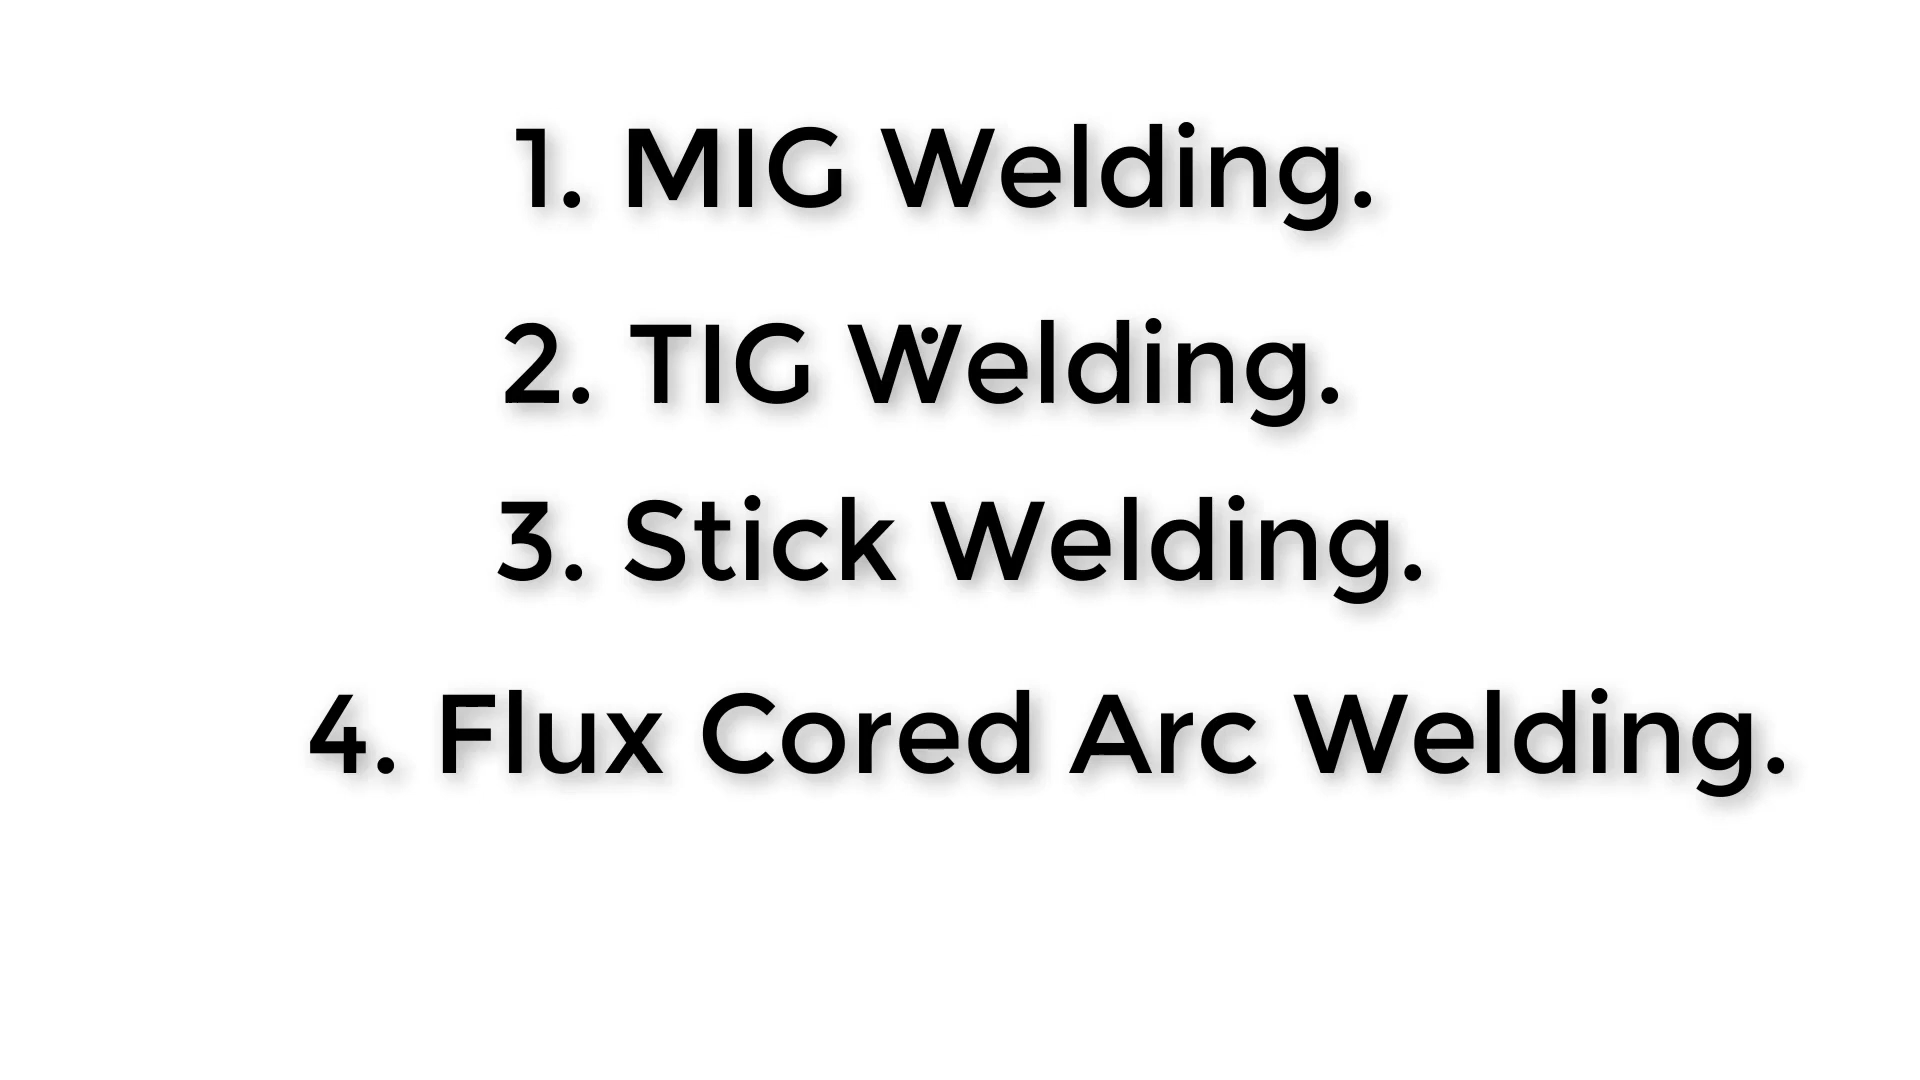 1. MIG Welding.
2. TIG Welding.
3. Stick Welding.
4. Flux Cored Arc Welding.